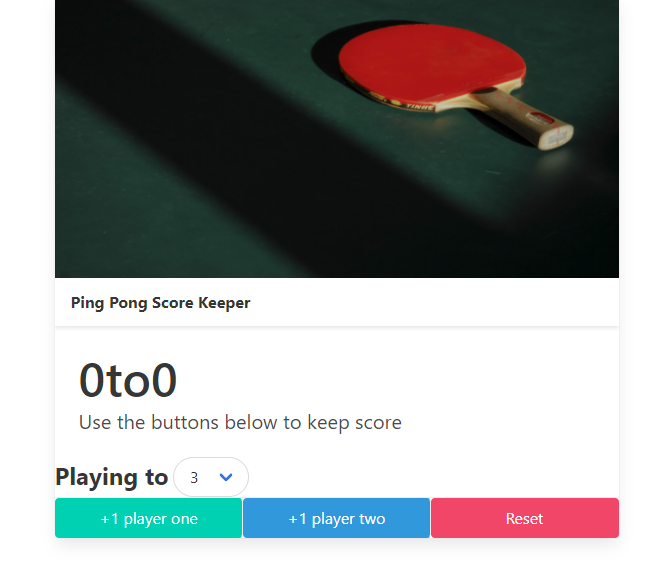 YINHE
Ping Pong Score Keeper
0to0
Use the buttons below to keep score
Playing to 3
+1 player one +1 player two Reset